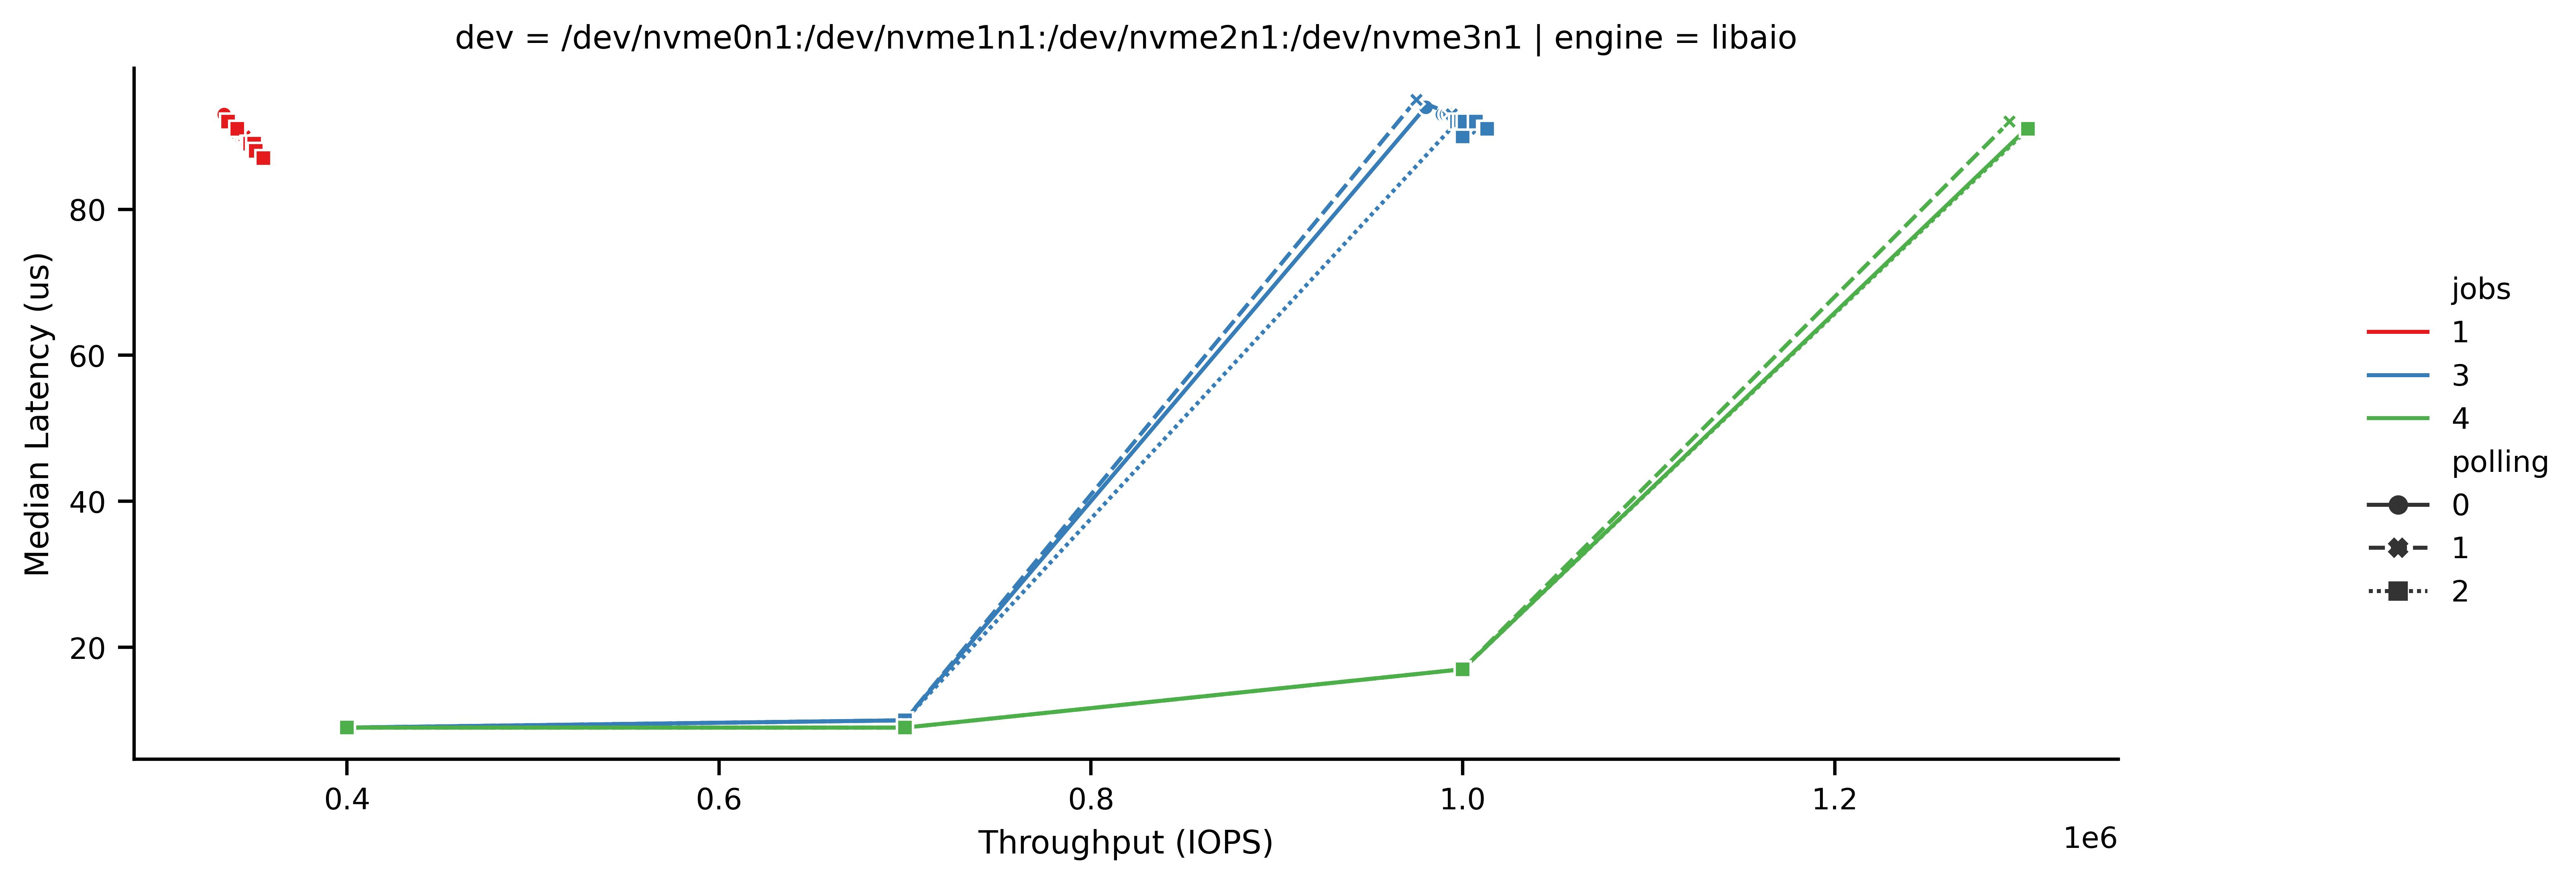 dev = /dev/nvme0n1:/dev/nvme1n1:/dev/nvme2n1:/dev/nvme3n1 | engine = libaio
Median Latency (us)
80
60
40
20
0.4 0.6 0.8 1.0 1.2
1e6
Throughput (IOPS)
jobs
1
3
4
polling
0
1
2